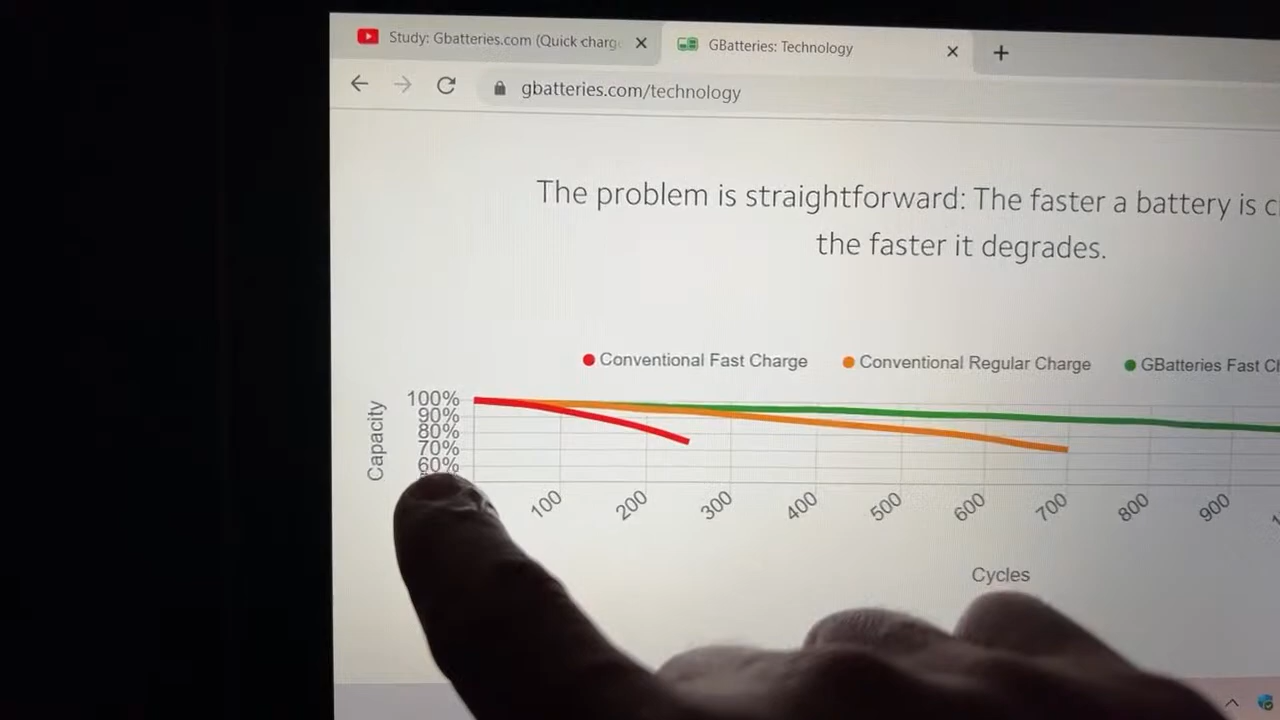 Study: Gbatteries.com (Quick charg
GBatteries: Technology
gbatteries.com/technology
The problem is straightforward: The faster a battery is c
the faster it degrades.
Conventional Fast Charge
Conventional Regular Charge
GBatteries Fast Ch
Capacity
100%
90%
80%
70%
60%
100
200
300
400
500
600
700
800
900
Cycles